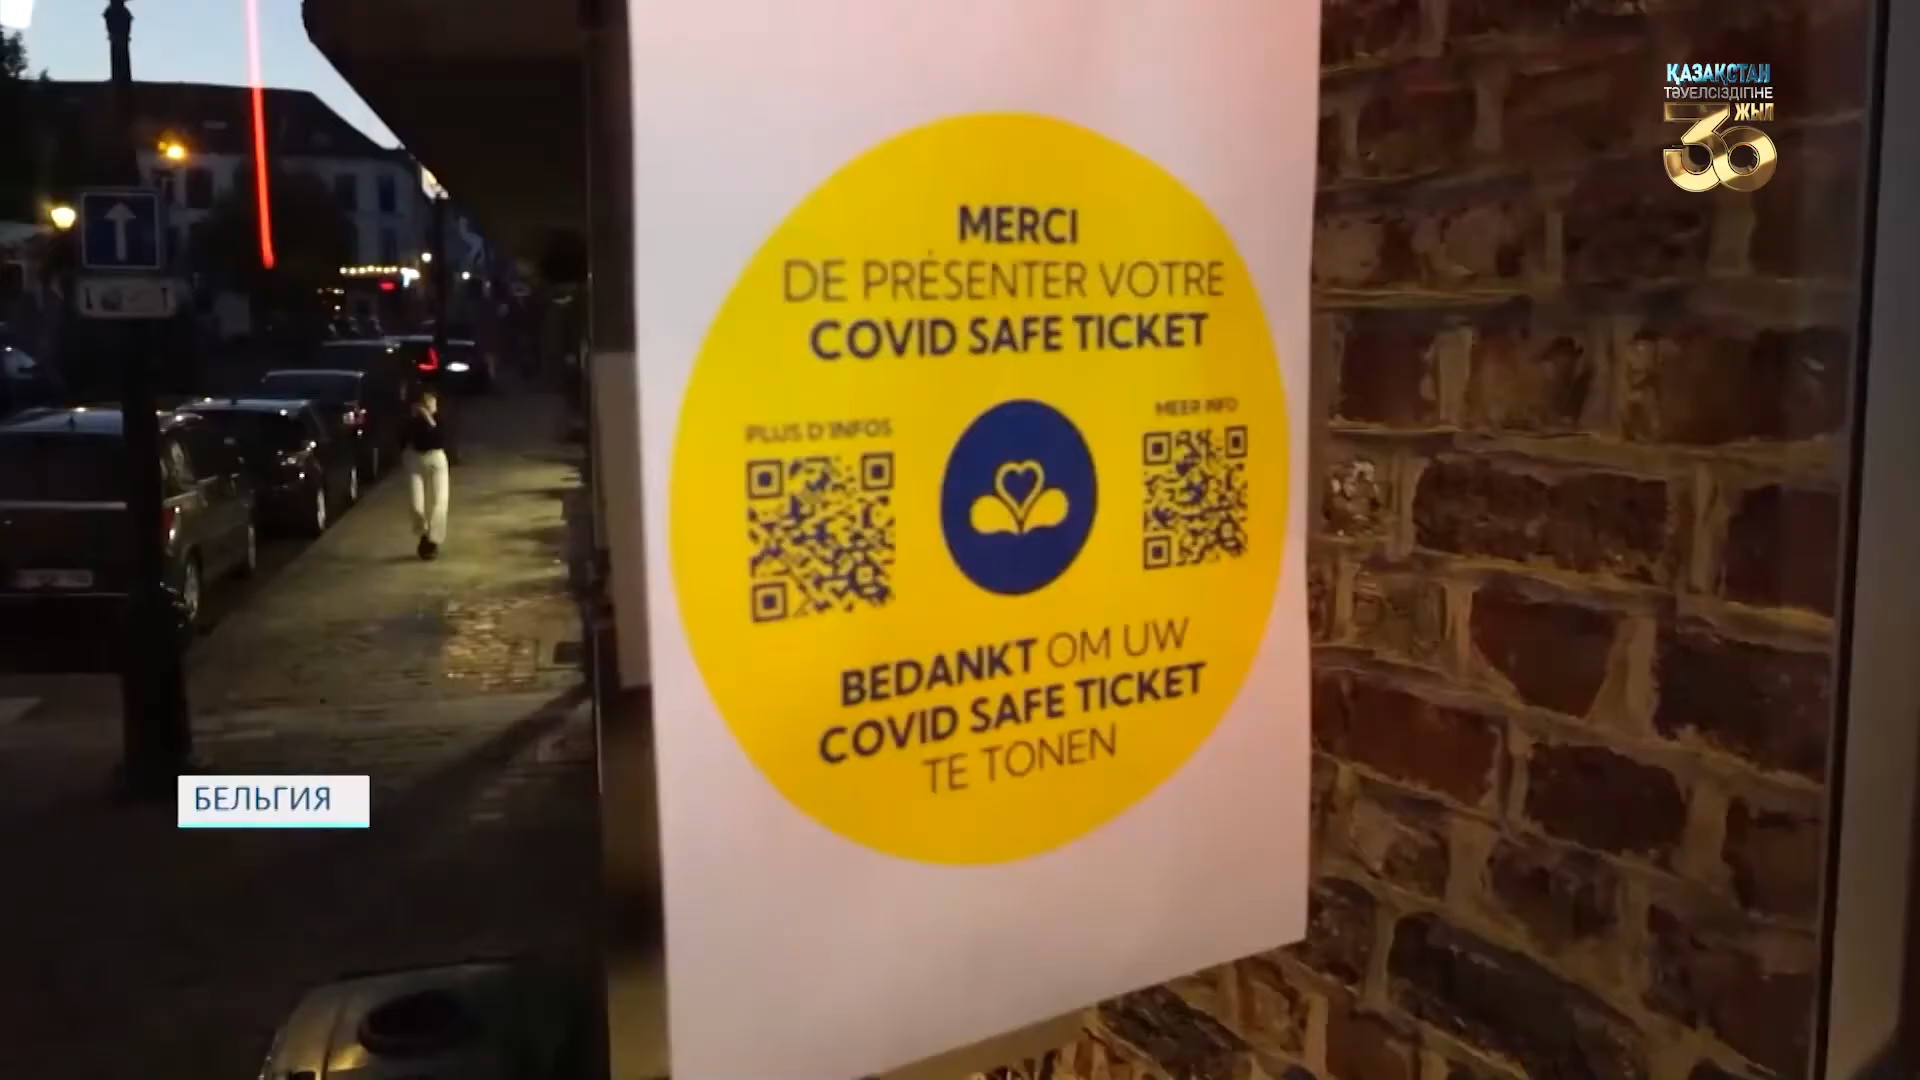 ҚАЗАҚСТАН
ТӘУЕЛСІЗДІГІНЕ
30 ЖЫЛ
MERCI
DE PRÉSENTER VOTRE
COVID SAFE TICKET
PLUS D'INFOS
MEER INFO
BEDANKT OM UW
COVID SAFE TICKET
TE TONEN
БЕЛЬГИЯ